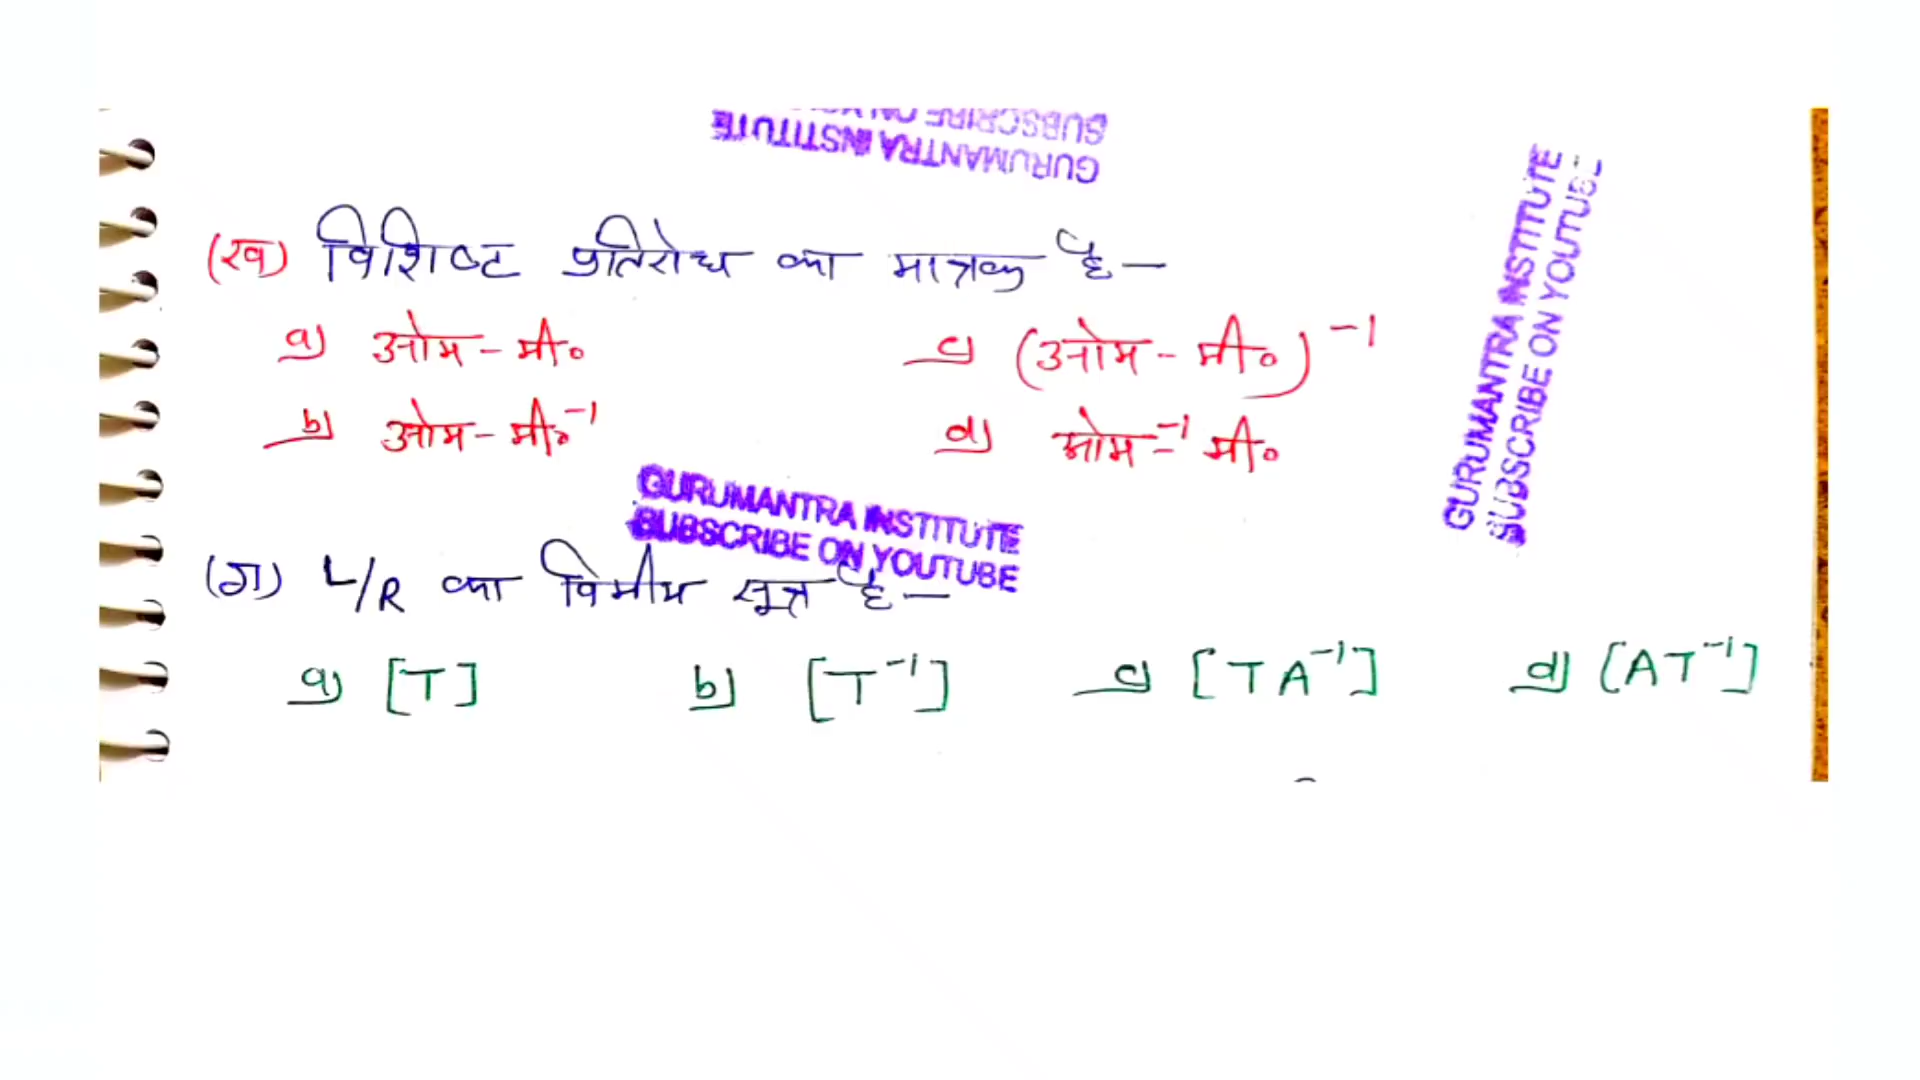 GURUMANTRA INSTITUTE
(ख) विशिष्ट प्रतिरोध का मात्रक है—
a) ओम - मी०
c) (ओम - मी०)⁻¹
b) ओम - मी०⁻¹
d) ओम⁻¹ मी०
GURUMANTRA INSTITUTE
SUBSCRIBE ON YOUTUBE
GURUMANTRA INSTITUTE
SUBSCRIBE ON YOUTUBE
(ग) L/R का विमीय सूत्र है—
a) [T] b) [T⁻¹] c) [TA⁻¹] d) [AT⁻¹]